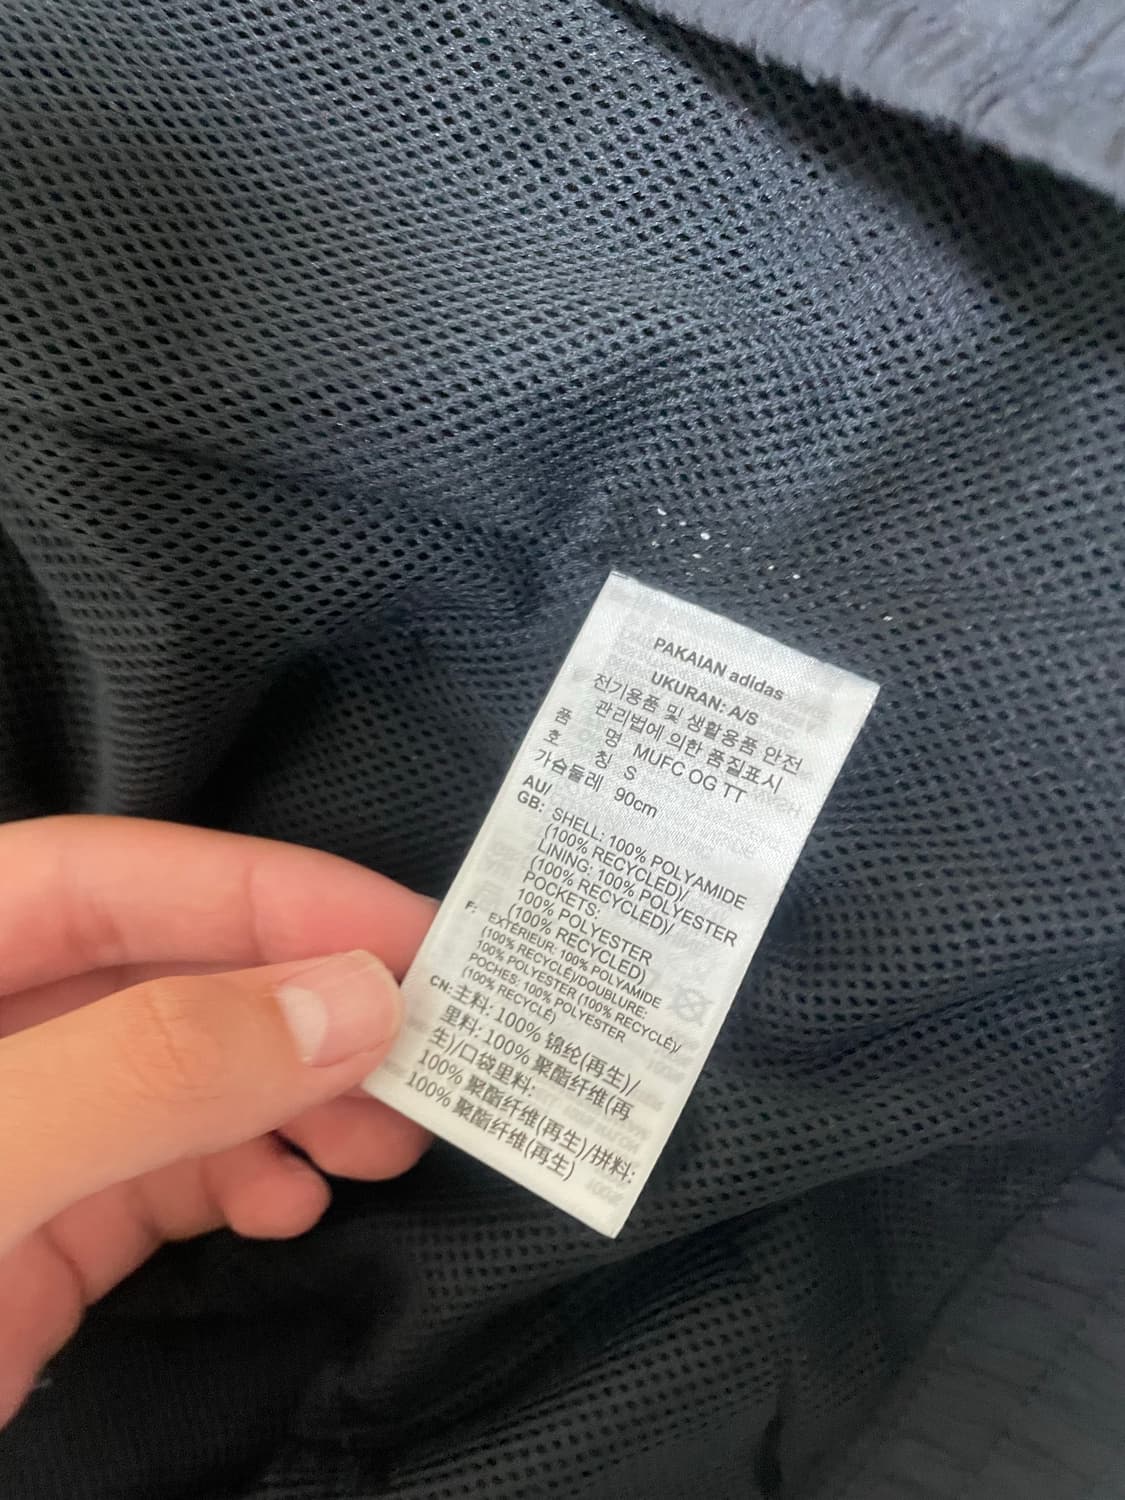 PAKAIAN adidas
UKURAN: A/S
전기용품 및 생활용품 안전
관리법에 의한 품질표시
품 명 MUFC OG TT
호 칭 S
가슴둘레 90cm
AU/
GB: SHELL: 100% POLYAMIDE
(100% RECYCLED)/
LINING: 100% POLYESTER
(100% RECYCLED)/
POCKETS:
100% POLYESTER
(100% RECYCLED)
F: EXTÉRIEUR: 100% POLYAMIDE
(100% RECYCLÉ)/DOUBLURE:
100% POLYESTER (100% RECYCLÉ)/
POCHES: 100% POLYESTER
(100% RECYCLÉ)
CN: 主料: 100% 锦纶(再生)/
里料: 100% 聚酯纤维(再
生)/口袋里料:
100% 聚酯纤维(再生)/拼料:
100% 聚酯纤维(再生)